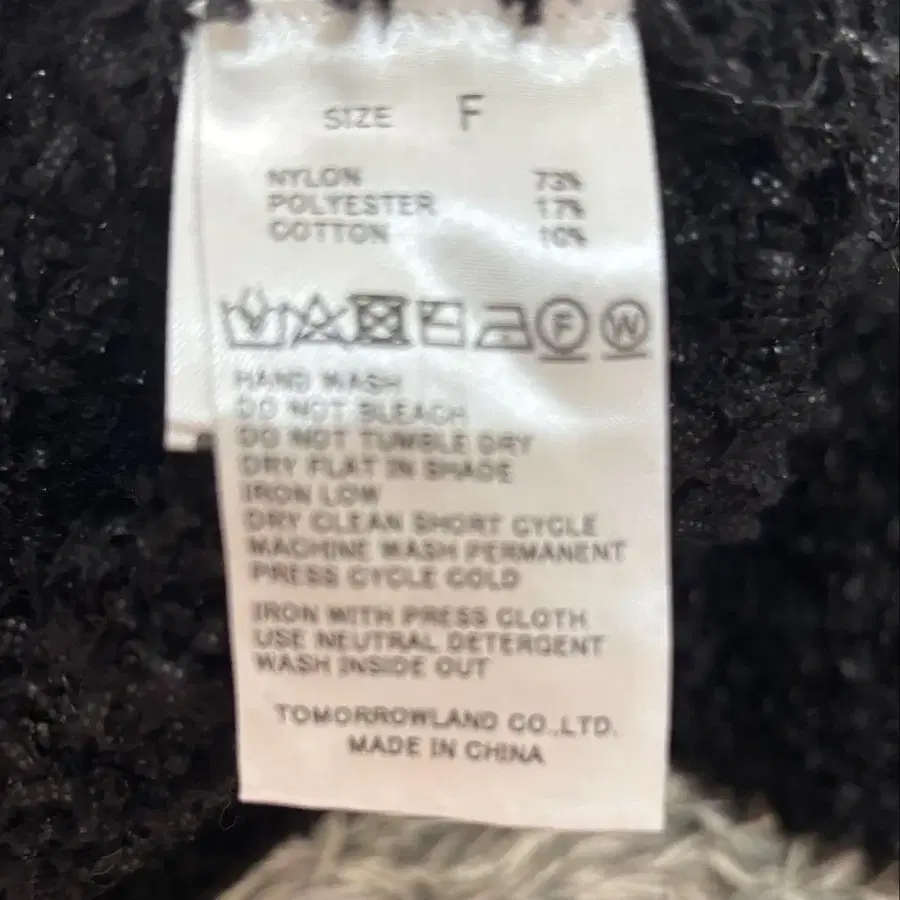 SIZE F
NYLON 73%
POLYESTER 17%
COTTON 10%
F W
HAND WASH
DO NOT BLEACH
DO NOT TUMBLE DRY
DRY FLAT IN SHADE
IRON LOW
DRY CLEAN SHORT CYCLE
MACHINE WASH PERMANENT
PRESS CYCLE COLD
IRON WITH PRESS CLOTH
USE NEUTRAL DETERGENT
WASH INSIDE OUT
TOMORROWLAND CO.,LTD.
MADE IN CHINA